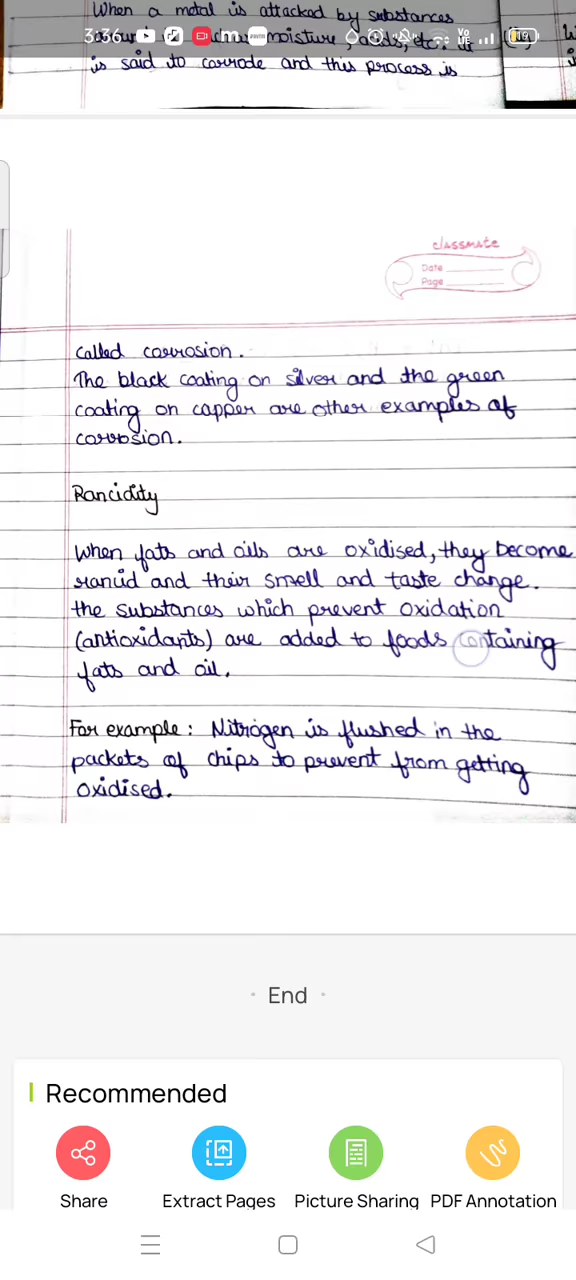 When a metal is attacked by substances
3:36
moisture, acids, etc. it
is said to corrode and this process is
classmate
Date
Page
called corrosion.
The black coating on silver and the green
coating on copper are other examples of
corrosion.
Rancidity
When fats and oils are oxidised, they become
rancid and their smell and taste change.
the substances which prevent oxidation
(antioxidants) are added to foods containing
fats and oil.
For example: Nitrogen is flushed in the
packets of chips to prevent from getting
oxidised.
End
Recommended
Share Extract Pages Picture Sharing PDF Annotation